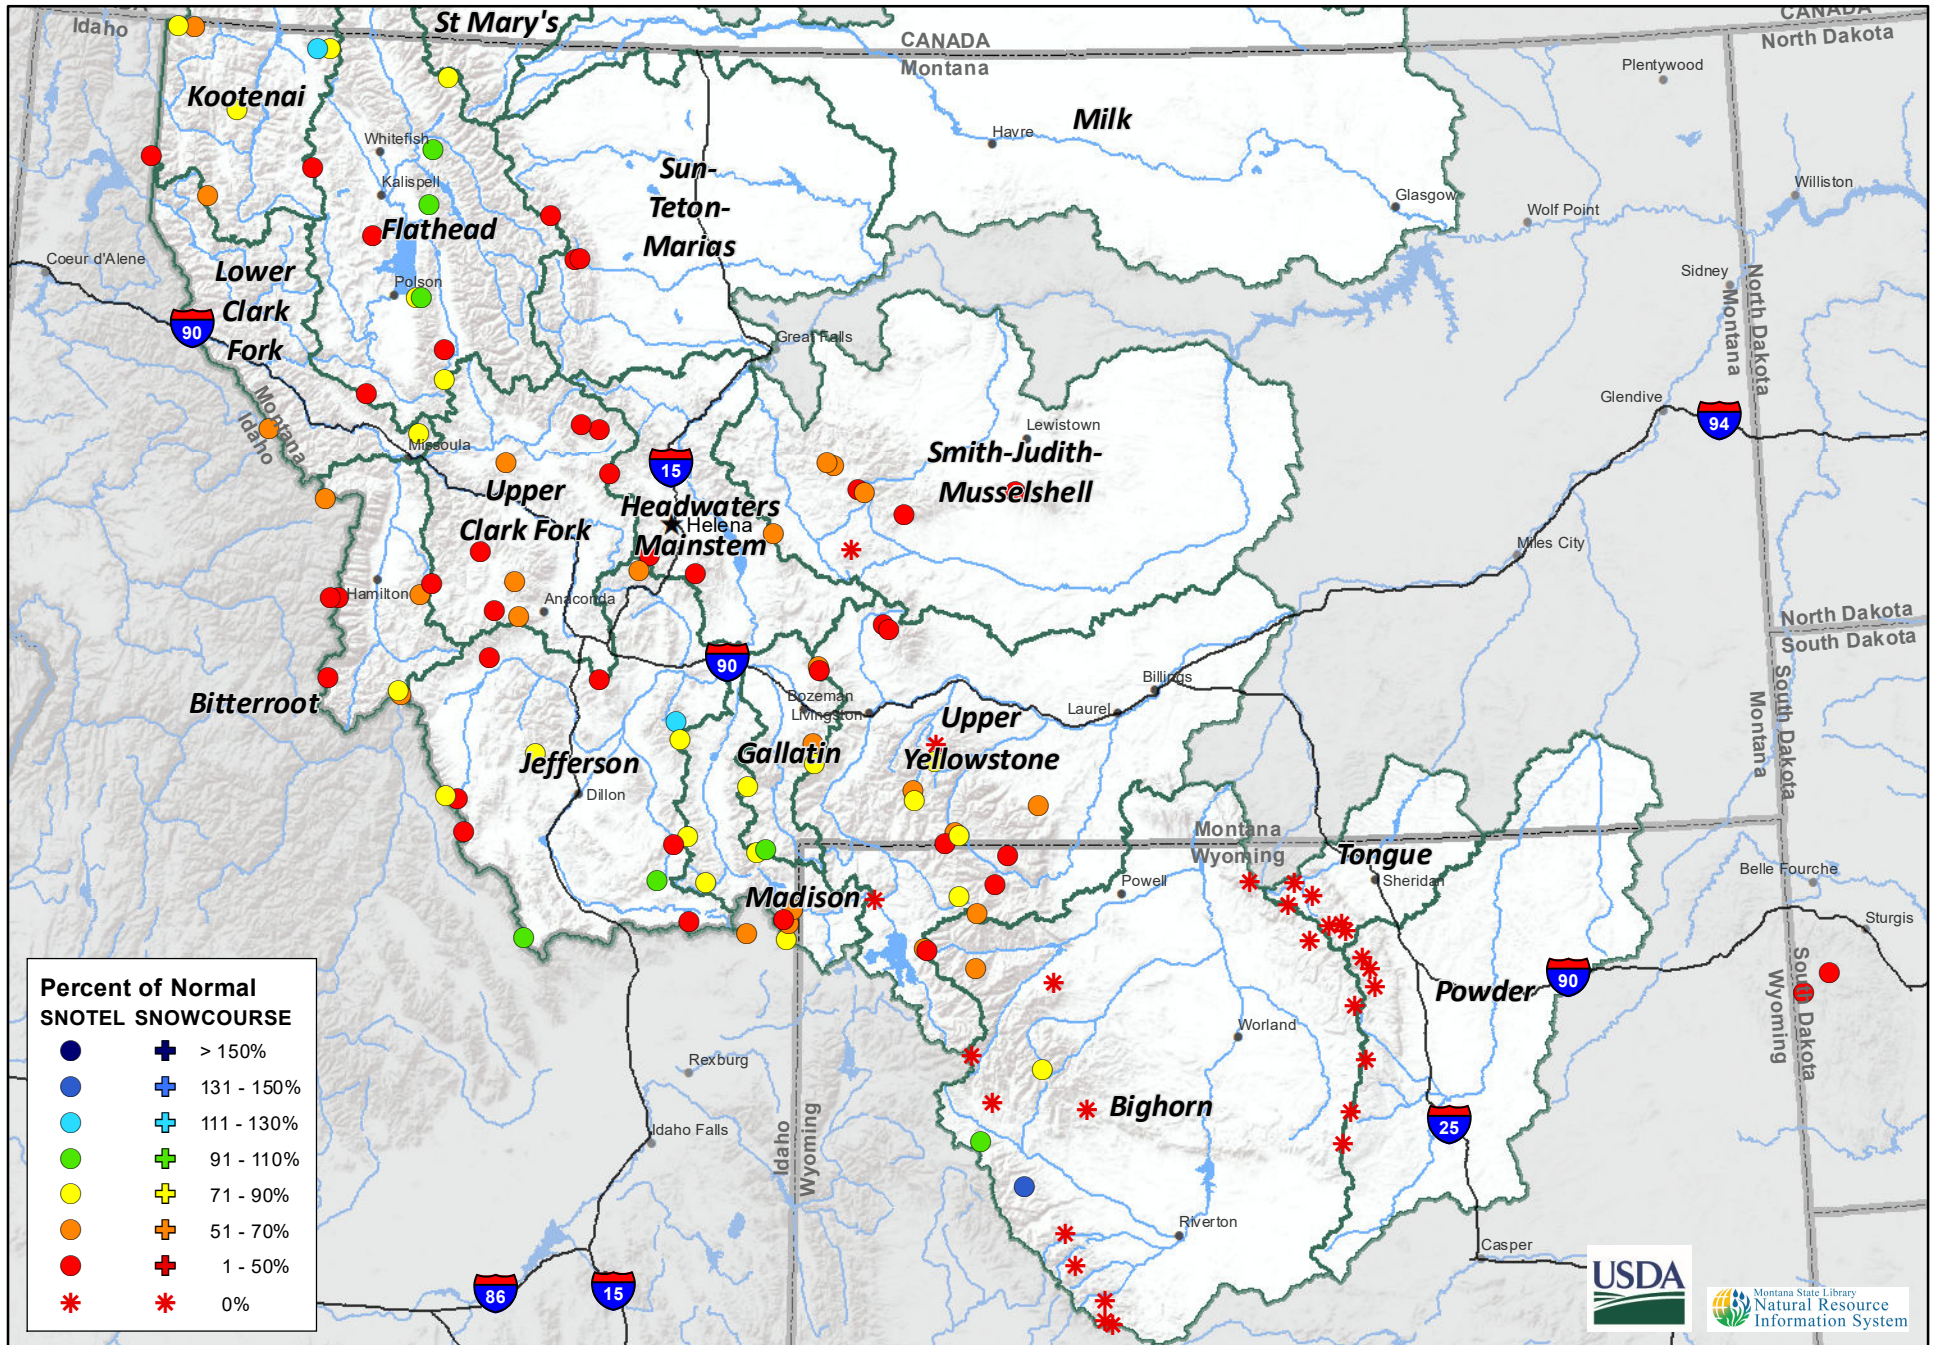 Idaho
St Mary's
CANADA
Montana
CANADA
North Dakota
Plentywood
Kootenai
Whitefish
Kalispell
Flathead
Sun-
Teton-
Marias
Milk
Havre
Glasgow
Wolf Point
Williston
Coeur d'Alene
Lower
Clark
Fork
90
Polson
Great Falls
Sidney
Montana
North Dakota
Glendive
94
Montana
Idaho
Missoula
Lewistown
Smith-Judith-
Musselshell
15
Upper
Clark Fork
Headwaters
Mainstem
Helena
Miles City
Hamilton
Anaconda
North Dakota
South Dakota
Bitterroot
90
Bozeman
Livingston
Laurel
Billings
Upper
Yellowstone
Gallatin
Jefferson
Dillon
Montana
South Dakota
Montana
Wyoming
Tongue
Sheridan
Powell
Madison
Belle Fourche
Sturgis
Powder
90
South Dakota
Wyoming
Worland
Bighorn
Rexburg
Idaho Falls
Idaho
Wyoming
25
Riverton
Casper
86
15
Percent of Normal
SNOTEL SNOWCOURSE
> 150%
131 - 150%
111 - 130%
91 - 110%
71 - 90%
51 - 70%
1 - 50%
0%
USDA
Montana State Library
Natural Resource
Information System